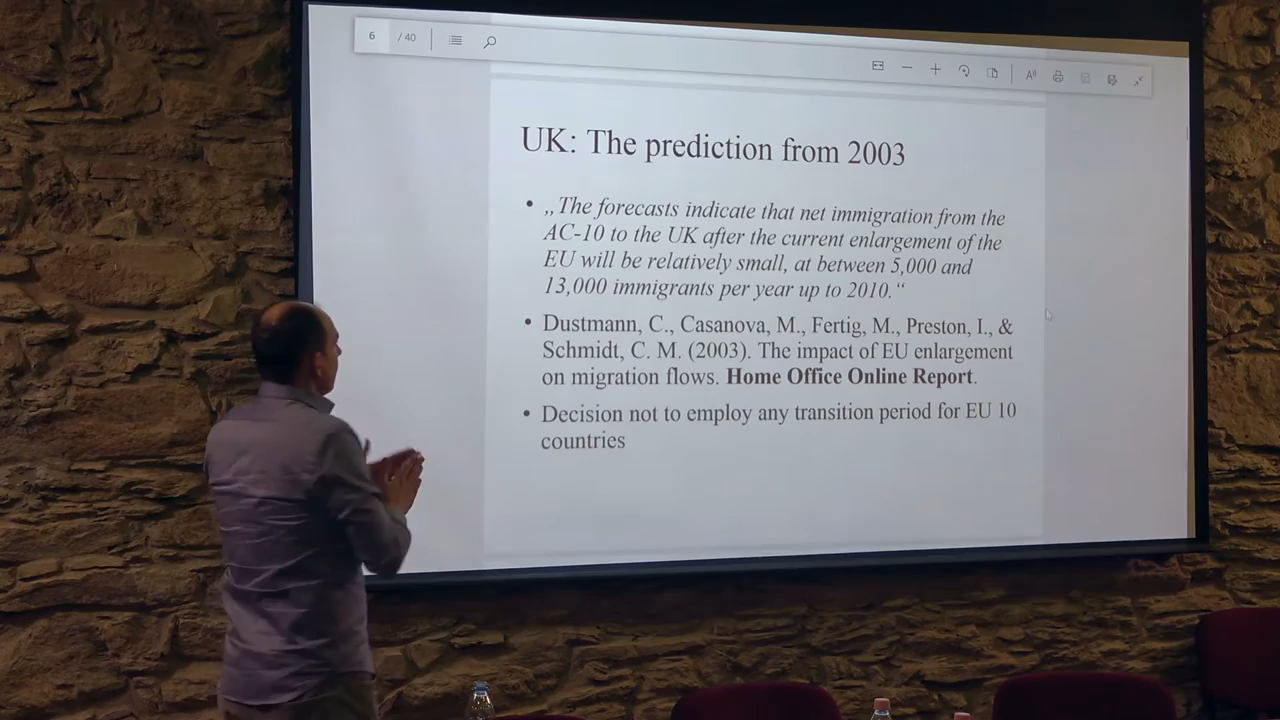 6 / 40
UK: The prediction from 2003
• „The forecasts indicate that net immigration from the
AC-10 to the UK after the current enlargement of the
EU will be relatively small, at between 5,000 and
13,000 immigrants per year up to 2010.“
• Dustmann, C., Casanova, M., Fertig, M., Preston, I., &
Schmidt, C. M. (2003). The impact of EU enlargement
on migration flows. Home Office Online Report.
• Decision not to employ any transition period for EU 10
countries